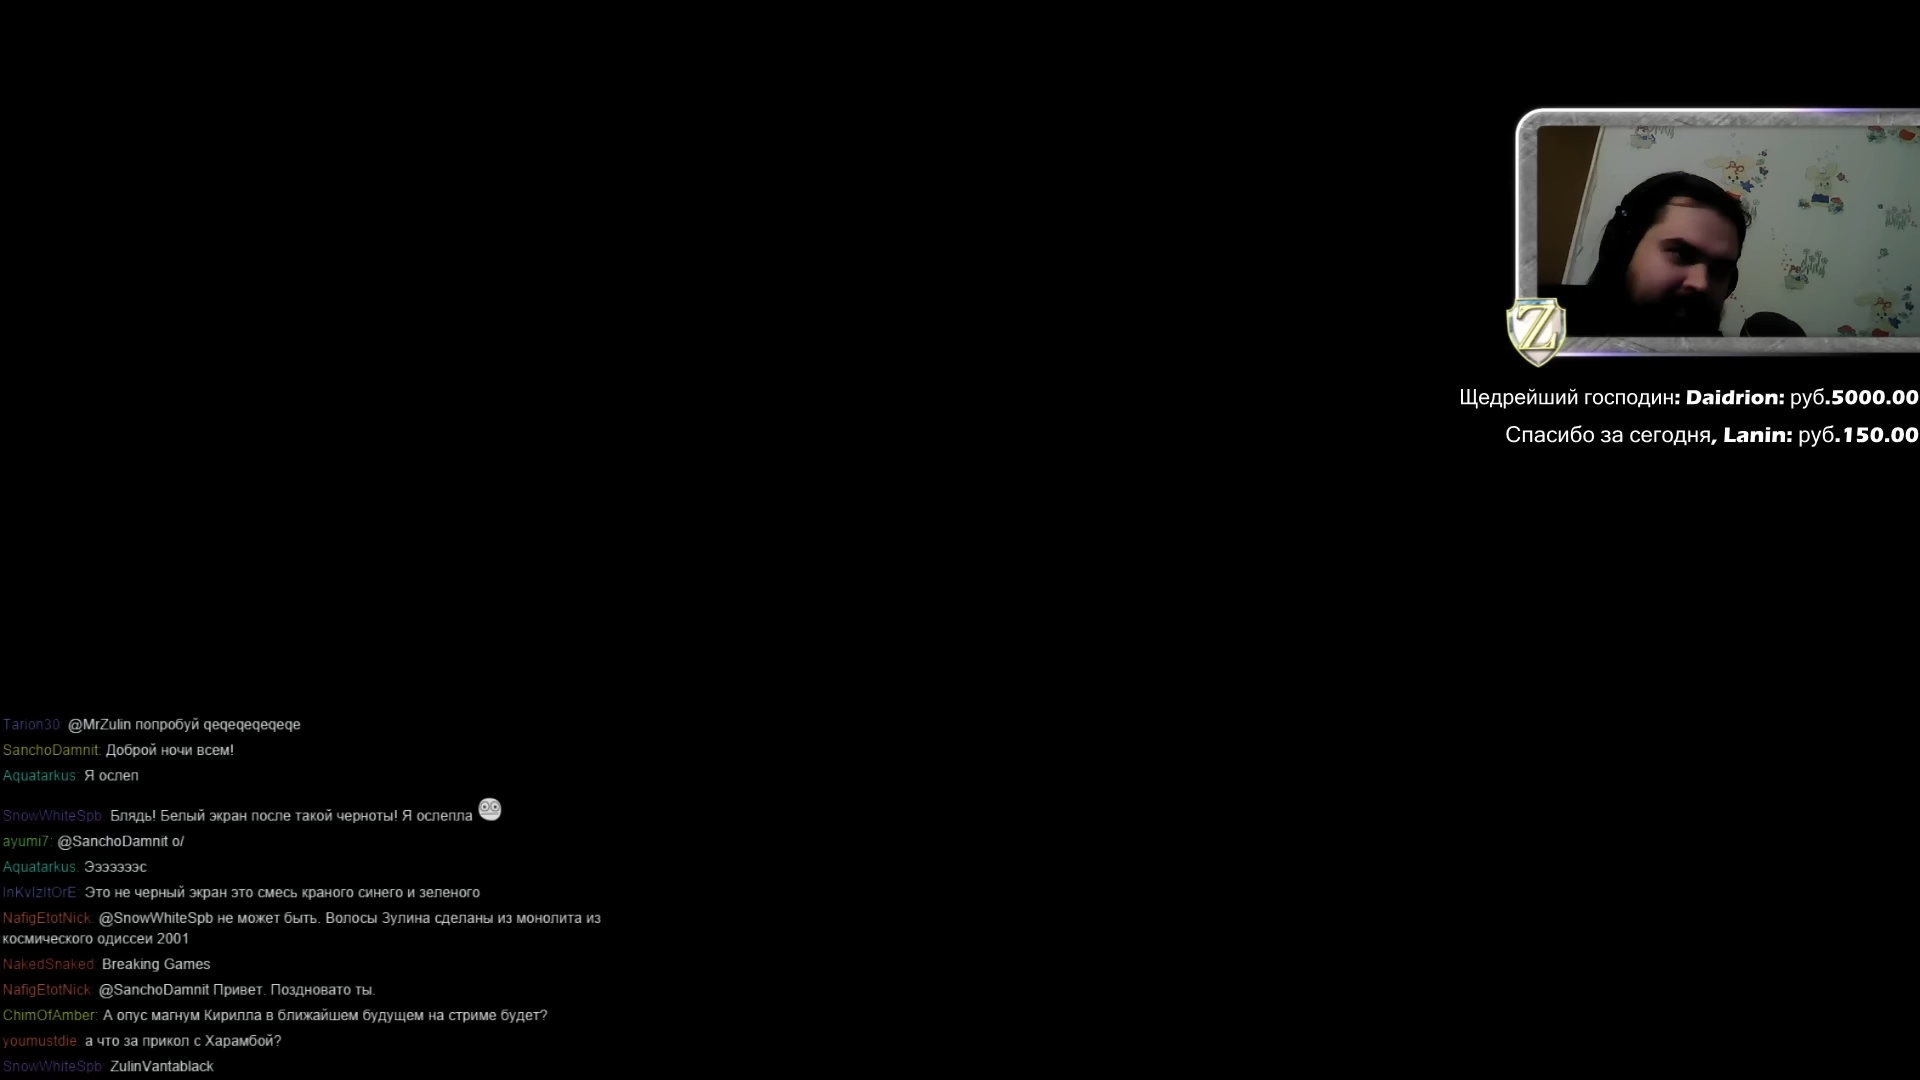 Z
Щедрейший господин: Daidrion: руб.5000.00
Спасибо за сегодня, Lanin: руб.150.00
Tarion30: @MrZulin попробуй qeqeqeqeqeqe
SanchoDamnit: Доброй ночи всем!
Aquatarkus: Я ослеп
SnowWhiteSpb: Блядь! Белый экран после такой черноты! Я ослепла
ayumi7: @SanchoDamnit o/
Aquatarkus: Эээээээс
InKvIzItOrE: Это не черный экран это смесь краного синего и зеленого
NafigEtotNick: @SnowWhiteSpb не может быть. Волосы Зулина сделаны из монолита из
космического одиссеи 2001
NakedSnaked: Breaking Games
NafigEtotNick: @SanchoDamnit Привет. Поздновато ты.
ChimOfAmber: А опус магнум Кирилла в ближайшем будущем на стриме будет?
youmustdie: а что за прикол с Харамбой?
SnowWhiteSpb: ZulinVantablack